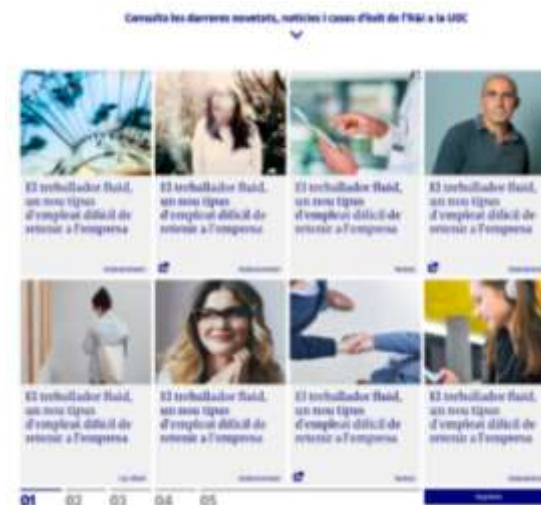 Consulta les darreres novetats, notícies i casos d'èxit de l'R&I a la UOC
El treballador fluid,
un nou tipus
d'empleat difícil de
retenir a l'empresa
El treballador fluid,
un nou tipus
d'empleat difícil de
retenir a l'empresa
El treballador fluid,
un nou tipus
d'empleat difícil de
retenir a l'empresa
El treballador fluid,
un nou tipus
d'empleat difícil de
retenir a l'empresa
El treballador fluid,
un nou tipus
d'empleat difícil de
retenir a l'empresa
El treballador fluid,
un nou tipus
d'empleat difícil de
retenir a l'empresa
El treballador fluid,
un nou tipus
d'empleat difícil de
retenir a l'empresa
El treballador fluid,
un nou tipus
d'empleat difícil de
retenir a l'empresa
01 02 03 04 05